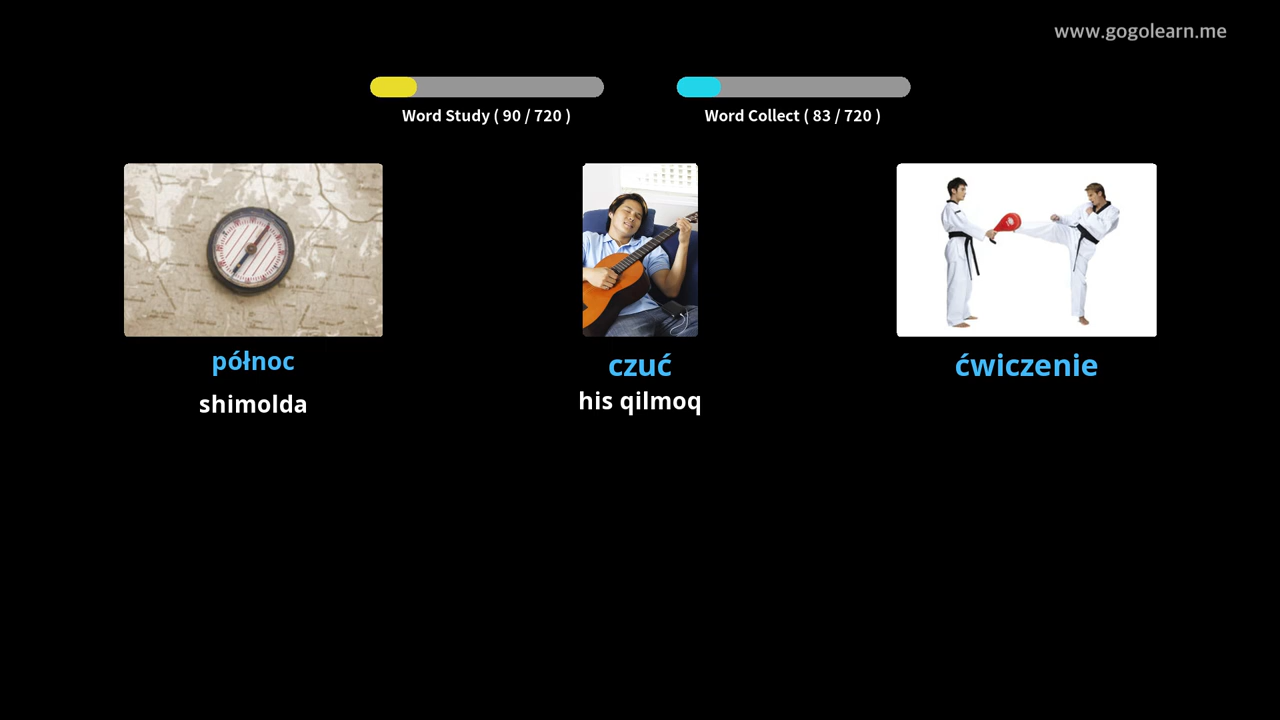 www.gogolearn.me
Word Study ( 90 / 720 )
Word Collect ( 83 / 720 )
północ
czuć
ćwiczenie
shimolda
his qilmoq